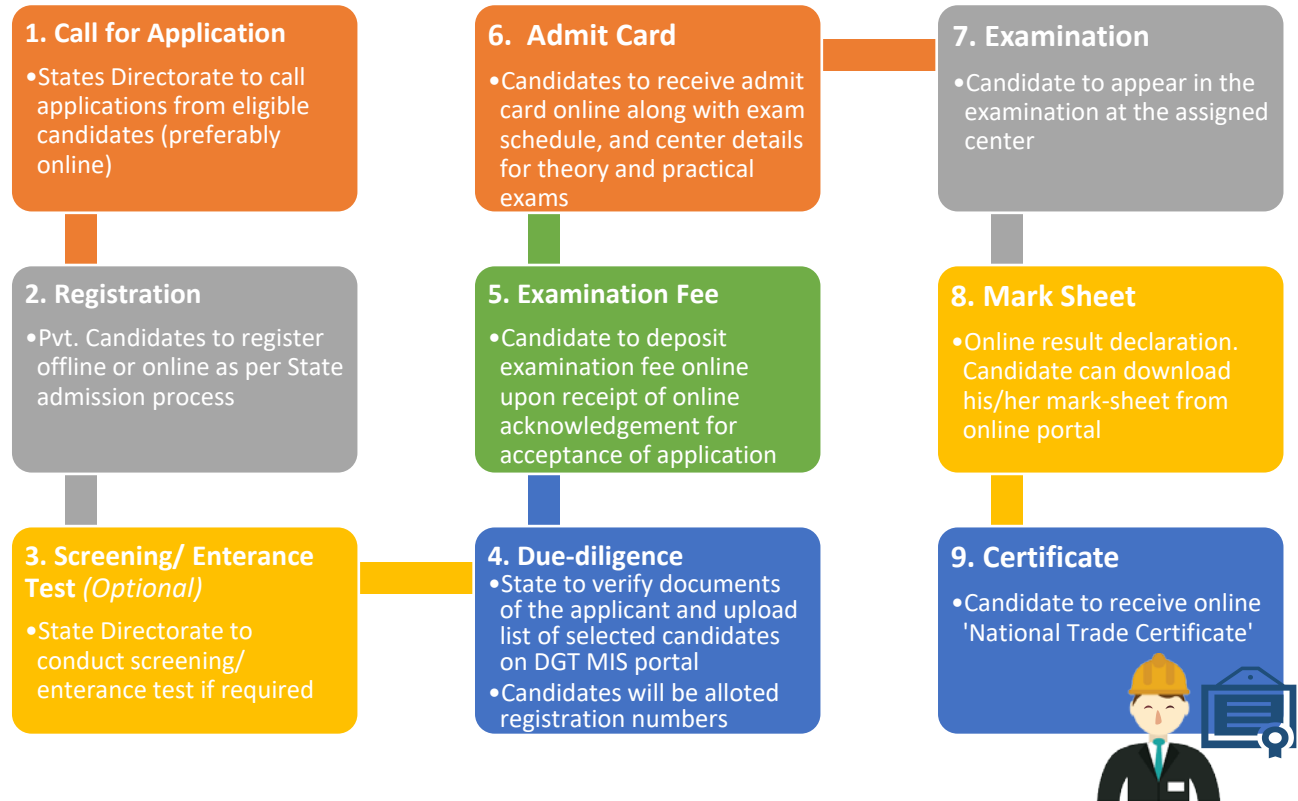 1. Call for Application
•States Directorate to call
applications from eligible
candidates (preferably
online)
2. Registration
•Pvt. Candidates to register
offline or online as per State
admission process
3. Screening/ Enterance
Test (Optional)
•State Directorate to
conduct screening/
enterance test if required
4. Due-diligence
•State to verify documents
of the applicant and upload
list of selected candidates
on DGT MIS portal
•Candidates will be alloted
registration numbers
5. Examination Fee
•Candidate to deposit
examination fee online
upon receipt of online
acknowledgement for
acceptance of application
6. Admit Card
•Candidates to receive admit
card online along with exam
schedule, and center details
for theory and practical
exams
7. Examination
•Candidate to appear in the
examination at the assigned
center
8. Mark Sheet
•Online result declaration.
Candidate can download
his/her mark-sheet from
online portal
9. Certificate
•Candidate to receive online
'National Trade Certificate'